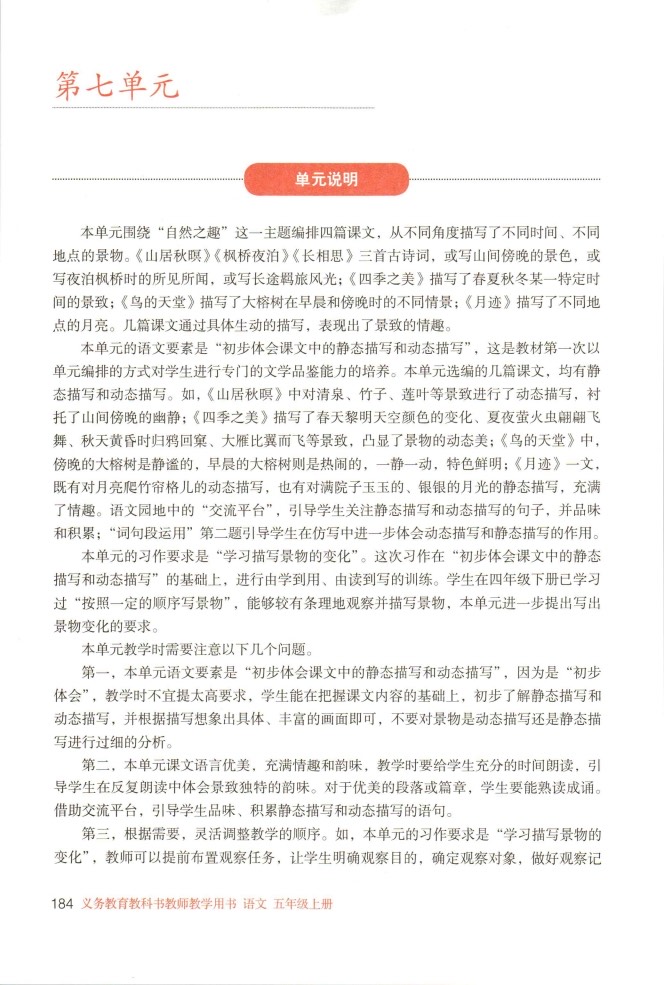 第七单元
单元说明
本单元围绕“自然之趣”这一主题编排四篇课文，从不同角度描写了不同时间、不同
地点的景物。《山居秋暝》《枫桥夜泊》《长相思》三首古诗词，或写山间傍晚的景色，或
写夜泊枫桥时的所见所闻，或写长途羁旅风光；《四季之美》描写了春夏秋冬某一特定时
间的景致；《鸟的天堂》描写了大榕树在早晨和傍晚时的不同情景；《月迹》描写了不同地
点的月亮。几篇课文通过具体生动的描写，表现出了景致的情趣。
本单元的语文要素是“初步体会课文中的静态描写和动态描写”，这是教材第一次以
单元编排的方式对学生进行专门的文学品鉴能力的培养。本单元选编的几篇课文，均有静
态描写和动态描写。如，《山居秋暝》中对清泉、竹子、莲叶等景致进行了动态描写，衬
托了山间傍晚的幽静；《四季之美》描写了春天黎明天空颜色的变化、夏夜萤火虫翩翩飞
舞、秋天黄昏时归鸦回窠、大雁比翼而飞等景致，凸显了景物的动态美；《鸟的天堂》中，
傍晚的大榕树是静谧的，早晨的大榕树则是热闹的，一静一动，特色鲜明；《月迹》一文，
既有对月亮爬竹帘格儿的动态描写，也有对满院子玉玉的、银银的月光的静态描写，充满
了情趣。语文园地中的“交流平台”，引导学生关注静态描写和动态描写的句子，并品味
和积累；“词句段运用”第二题引导学生在仿写中进一步体会动态描写和静态描写的作用。
本单元的习作要求是“学习描写景物的变化”。这次习作在“初步体会课文中的静态
描写和动态描写”的基础上，进行由学到用、由读到写的训练。学生在四年级下册已学习
过“按照一定的顺序写景物”，能够较有条理地观察并描写景物，本单元进一步提出写出
景物变化的要求。
本单元教学时需要注意以下几个问题。
第一，本单元语文要素是“初步体会课文中的静态描写和动态描写”，因为是“初步
体会”，教学时不宜提太高要求，学生能在把握课文内容的基础上，初步了解静态描写和
动态描写，并根据描写想象出具体、丰富的画面即可，不要对景物是动态描写还是静态描
写进行过细的分析。
第二，本单元课文语言优美，充满情趣和韵味，教学时要给学生充分的时间朗读，引
导学生在反复朗读中体会景致独特的韵味。对于优美的段落或篇章，学生要能熟读成诵。
借助交流平台，引导学生品味、积累静态描写和动态描写的语句。
第三，根据需要，灵活调整教学的顺序。如，本单元的习作要求是“学习描写景物的
变化”，教师可以提前布置观察任务，让学生明确观察目的，确定观察对象，做好观察记
184 义务教育教科书教师教学用书 语文 五年级上册